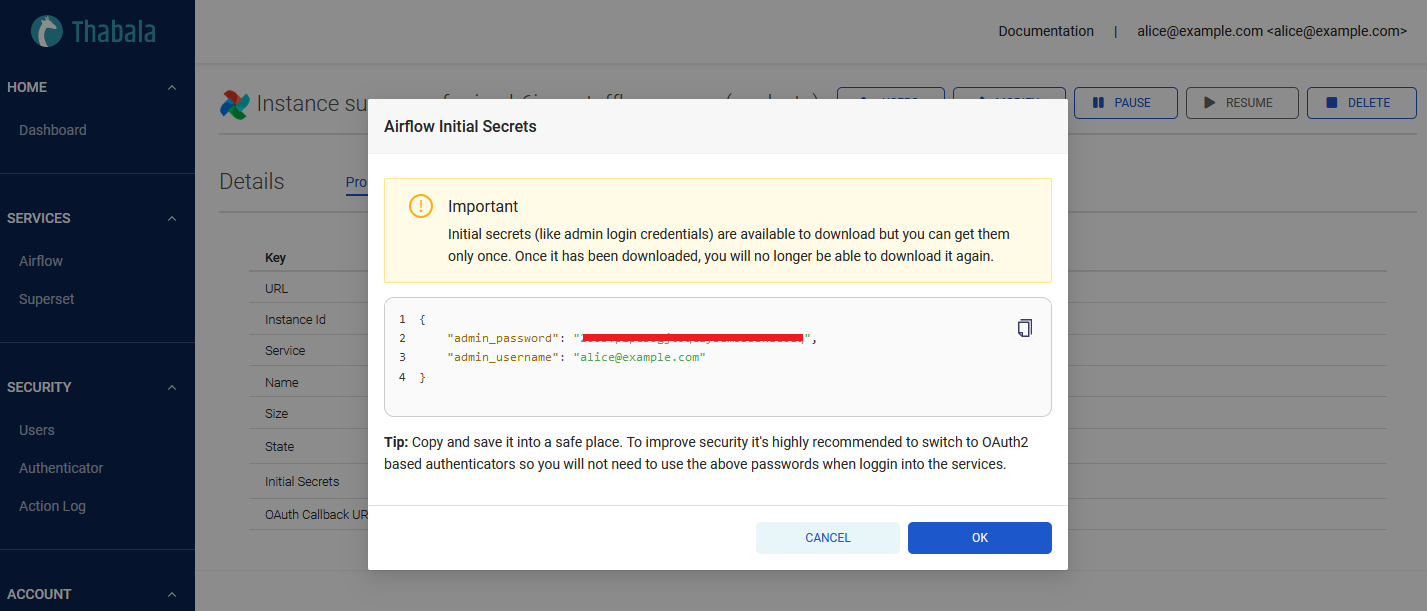 Thabala
Documentation | alice@example.com <alice@example.com>
HOME
Dashboard
SERVICES
Airflow
Superset
SECURITY
Users
Authenticator
Action Log
ACCOUNT
Instance su
PAUSE
RESUME
DELETE
Details
Pro
Key
URL
Instance Id
Service
Name
Size
State
Initial Secrets
OAuth Callback UR
Airflow Initial Secrets
Important
Initial secrets (like admin login credentials) are available to download but you can get them
only once. Once it has been downloaded, you will no longer be able to download it again.
1 {
2 "admin_password": "",
3 "admin_username": "alice@example.com"
4 }
Tip: Copy and save it into a safe place. To improve security it's highly recommended to switch to OAuth2
based authenticators so you will not need to use the above passwords when loggin into the services.
CANCEL
OK